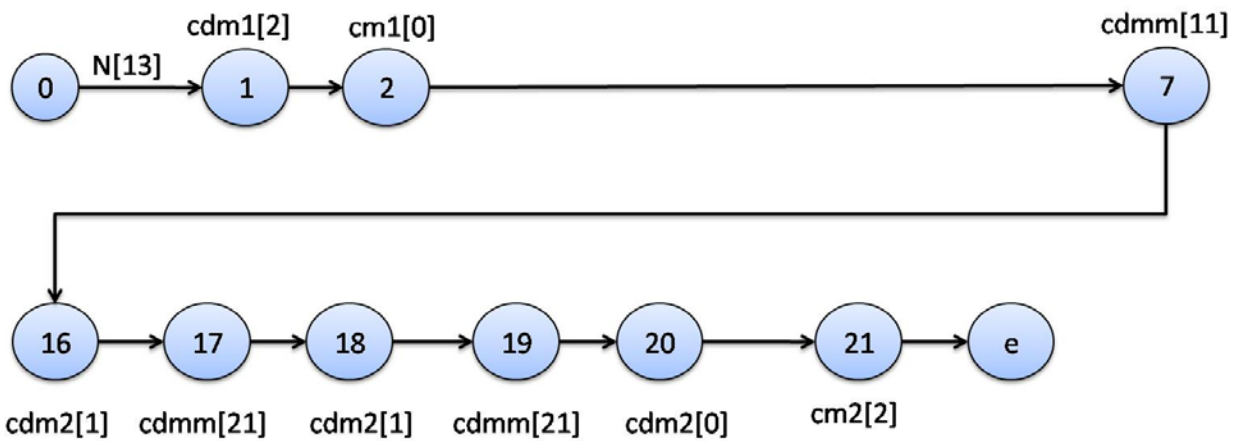 cdm1[2] cm1[0] cdmm[11]
0 N[13] 1 2 7
16 17 18 19 20 21 e
cdm2[1] cdmm[21] cdm2[1] cdmm[21] cdm2[0] cm2[2]